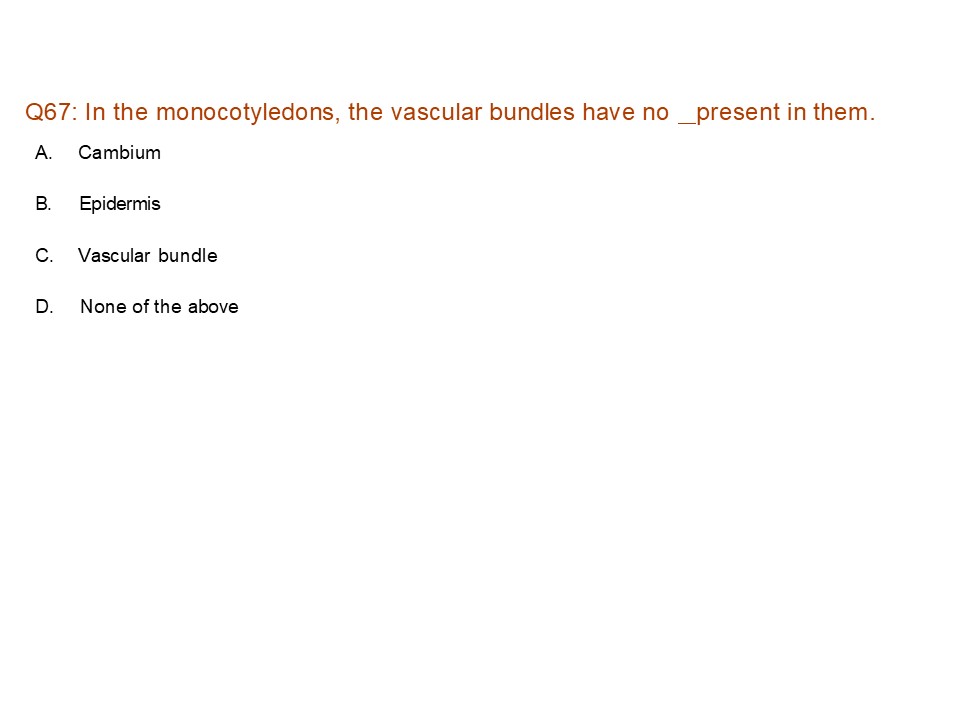 Q67: In the monocotyledons, the vascular bundles have no _present in them.
A. Cambium
B. Epidermis
C. Vascular bundle
D. None of the above